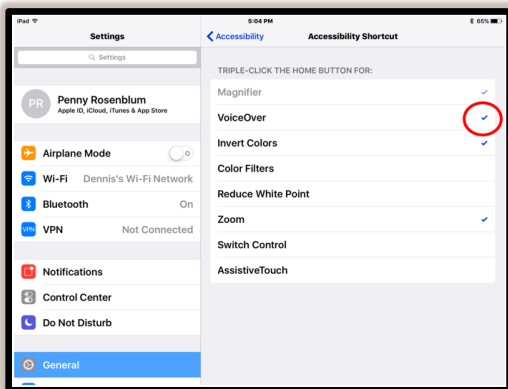 iPad
5:04 PM
65%
Settings
Accessibility
Accessibility Shortcut
Settings
PR
Penny Rosenblum
Apple ID, iCloud, iTunes & App Store
Airplane Mode
Wi-Fi Dennis's Wi-Fi Network
Bluetooth On
VPN VPN Not Connected
Notifications
Control Center
Do Not Disturb
General
TRIPLE-CLICK THE HOME BUTTON FOR:
Magnifier
VoiceOver
Invert Colors
Color Filters
Reduce White Point
Zoom
Switch Control
AssistiveTouch